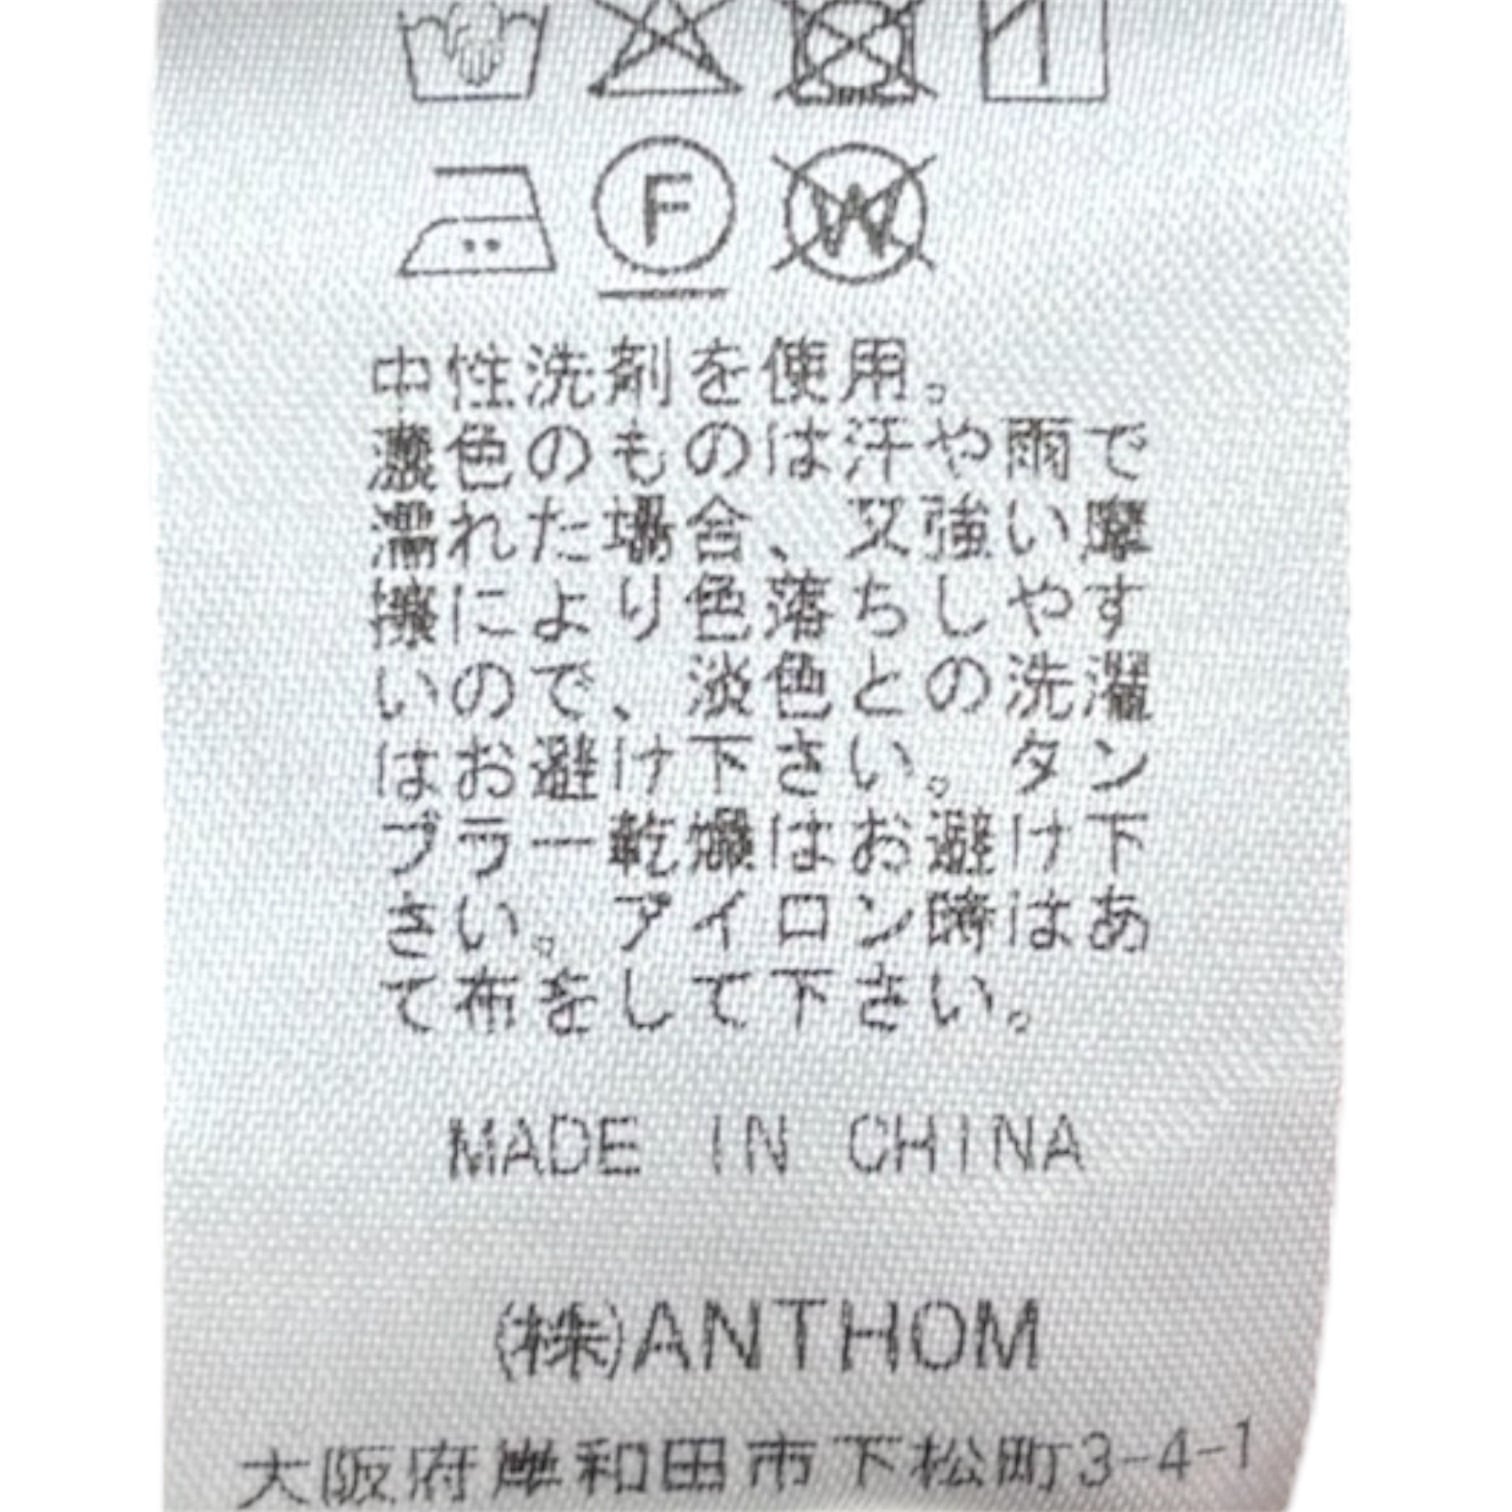 F
W
中性洗剤を使用。
濃色のものは汗や雨で
濡れた場合、又強い摩
擦により色落ちしやす
いので、淡色との洗濯
はお避け下さい。タン
ブラー乾燥はお避け下
さい。アイロン時はあ
て布をして下さい。
MADE IN CHINA
(株)ANTHOM
大阪府岸和田市下松町3-4-1